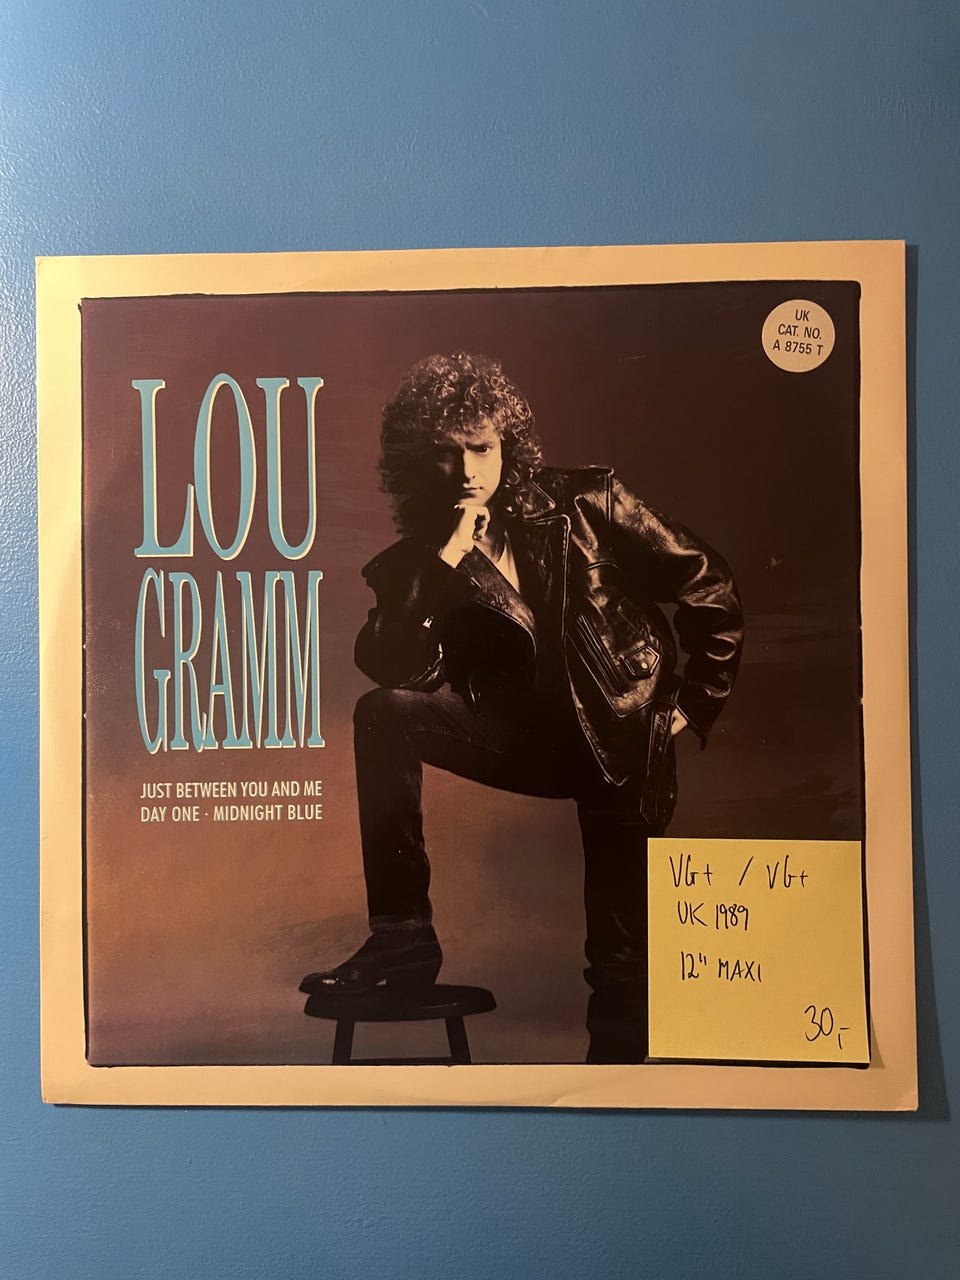 UK
CAT. NO.
A 8755 T
LOU
GRAMM
JUST BETWEEN YOU AND ME
DAY ONE · MIDNIGHT BLUE
VG+ / VG+
UK 1989
12" MAXI
30,-